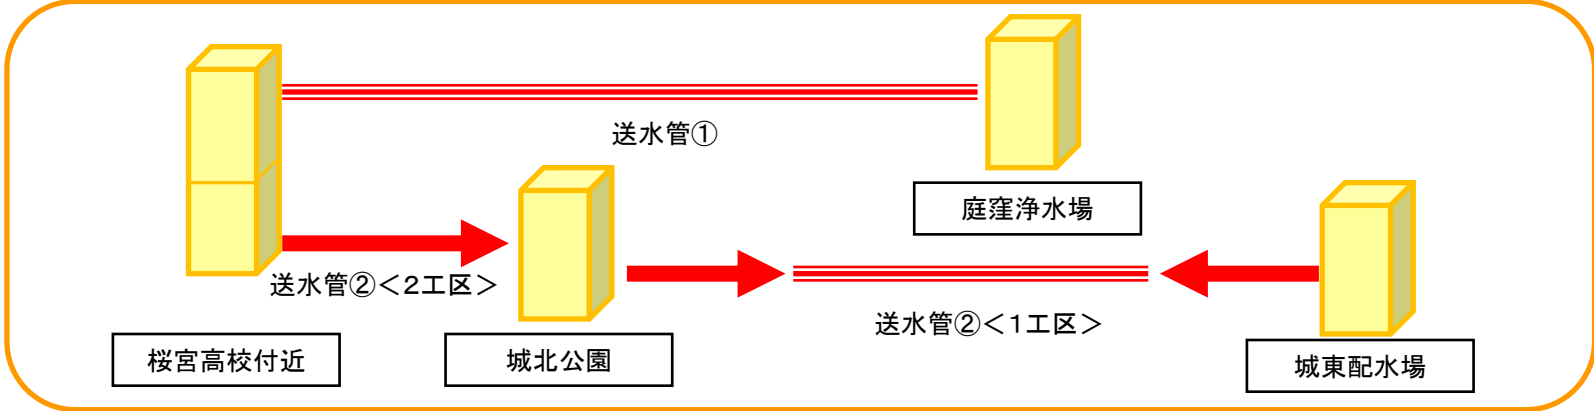 送水管①
庭窪浄水場
送水管②<2工区>
送水管②<1工区>
桜宮高校付近
城北公園
城東配水場